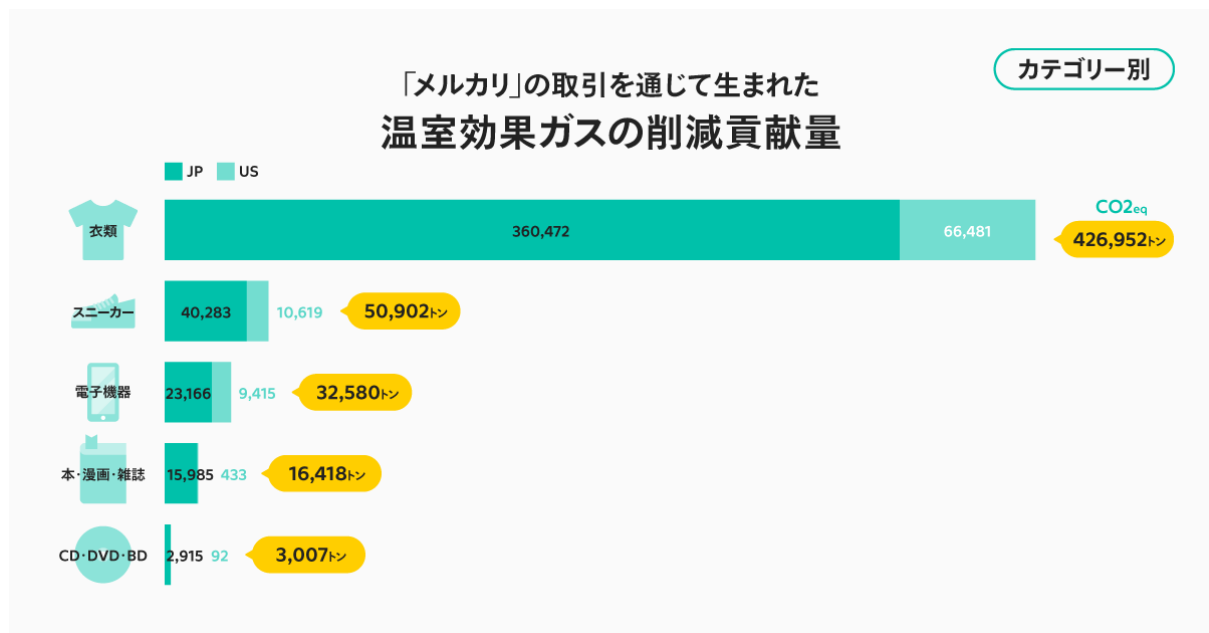 カテゴリー別
「メルカリ」の取引を通じて生まれた
温室効果ガスの削減貢献量
JP US
CO2eq
衣類 360,472 66,481 426,952トン
スニーカー 40,283 10,619 50,902トン
電子機器 23,166 9,415 32,580トン
本・漫画・雑誌 15,985 433 16,418トン
CD・DVD・BD 2,915 92 3,007トン